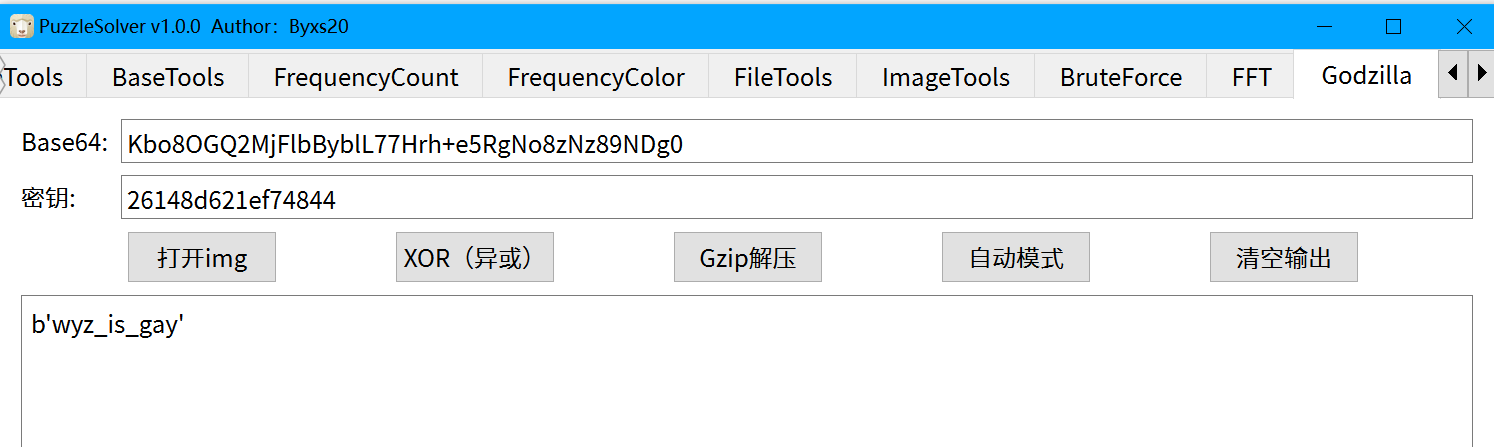 PuzzleSolver v1.0.0 Author: Byxs20
Tools BaseTools FrequencyCount FrequencyColor FileTools ImageTools BruteForce FFT Godzilla
Base64: Kbo8OGQ2MjFlbBybIL77Hrh+e5RgNo8zNz89NDg0
密钥: 26148d621ef74844
打开img XOR（异或） Gzip解压 自动模式 清空输出
b'wyz_is_gay'